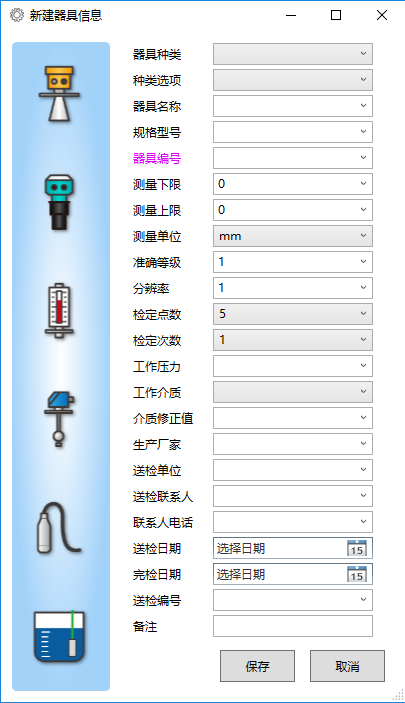 新建器具信息
器具种类
种类选项
器具名称
规格型号
器具编号
测量下限 0
测量上限 0
测量单位 mm
准确等级 1
分辨率 1
检定点数 5
检定次数 1
工作压力
工作介质
介质修正值
生产厂家
送检单位
送检联系人
联系人电话
送检日期 选择日期 15
完检日期 选择日期 15
送检编号
备注
保存 取消